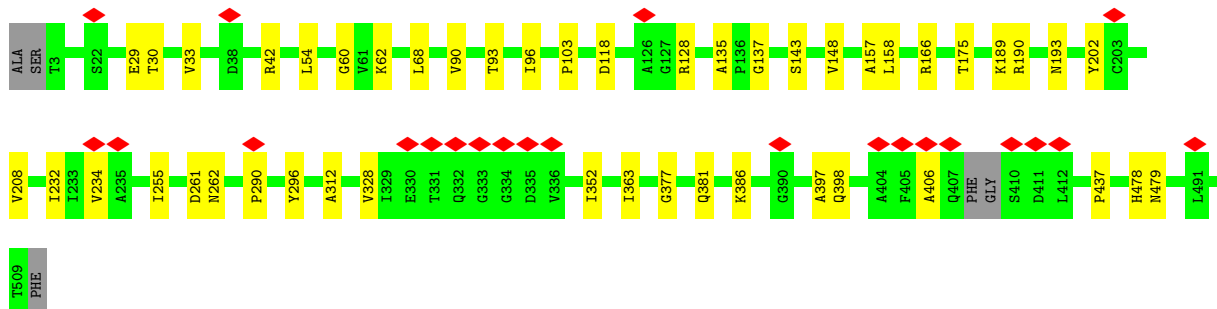 ALA SER T3 S22 E29 T30 V33 D38 R42 L54 G60 V61 K62 L68 V90 T93 I96 P103 D118 A126 G127 R128 A135 P136 G137 S143 V148 A157 L158 R166 T175 K189 R190 N193 Y202 C203
V208 I232 I233 V234 A235 I255 D261 N262 P290 Y296 A312 V328 I329 E330 T331 Q332 G333 G334 D335 V336 I352 I363 G377 Q381 K386 G390 A397 Q398 A404 F405 A406 Q407 PHE GLY S410 D411 L412 P437 H478 N479 L491
T509 PHE